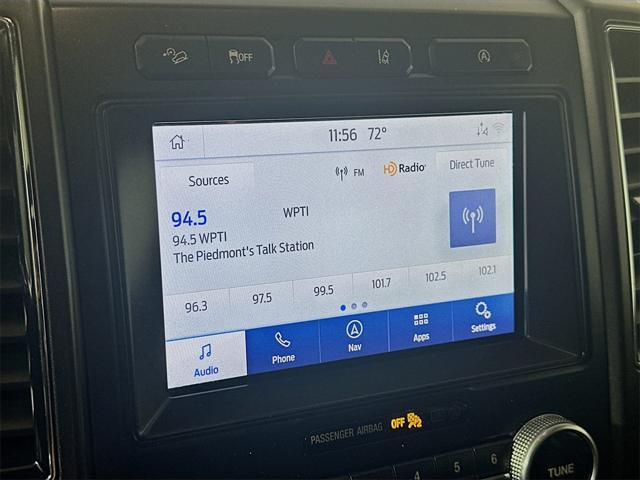 OFF
11:56 72°
Sources FM HD Radio Direct Tune
94.5 WPTI
94.5 WPTI
The Piedmont's Talk Station
96.3 97.5 99.5 101.7 102.5 102.1
Audio Phone Nav Apps Settings
PASSENGER AIRBAG OFF
4 5 6 TUNE